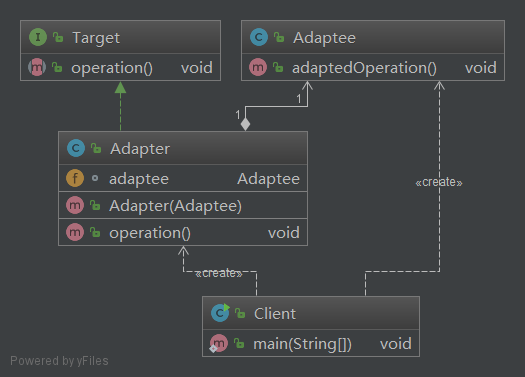 Target
operation() void
Adaptee
adaptedOperation() void
1
1
Adapter
adaptee Adaptee
Adapter(Adaptee)
operation() void
«create»
«create»
Client
main(String[]) void
Powered by yFiles